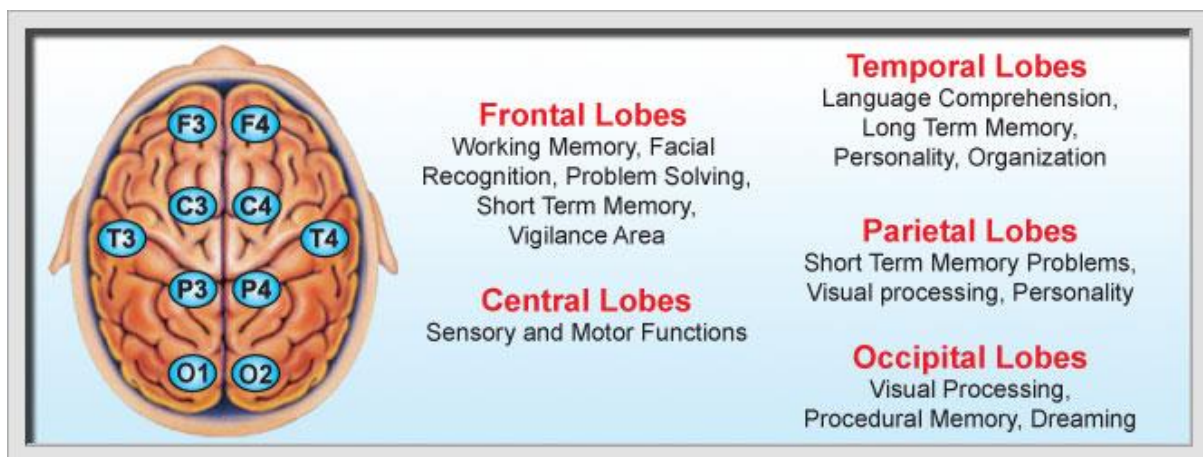 F3 F4
C3 C4
T3 T4
P3 P4
O1 O2
Frontal Lobes
Working Memory, Facial
Recognition, Problem Solving,
Short Term Memory,
Vigilance Area
Central Lobes
Sensory and Motor Functions
Temporal Lobes
Language Comprehension,
Long Term Memory,
Personality, Organization
Parietal Lobes
Short Term Memory Problems,
Visual processing, Personality
Occipital Lobes
Visual Processing,
Procedural Memory, Dreaming